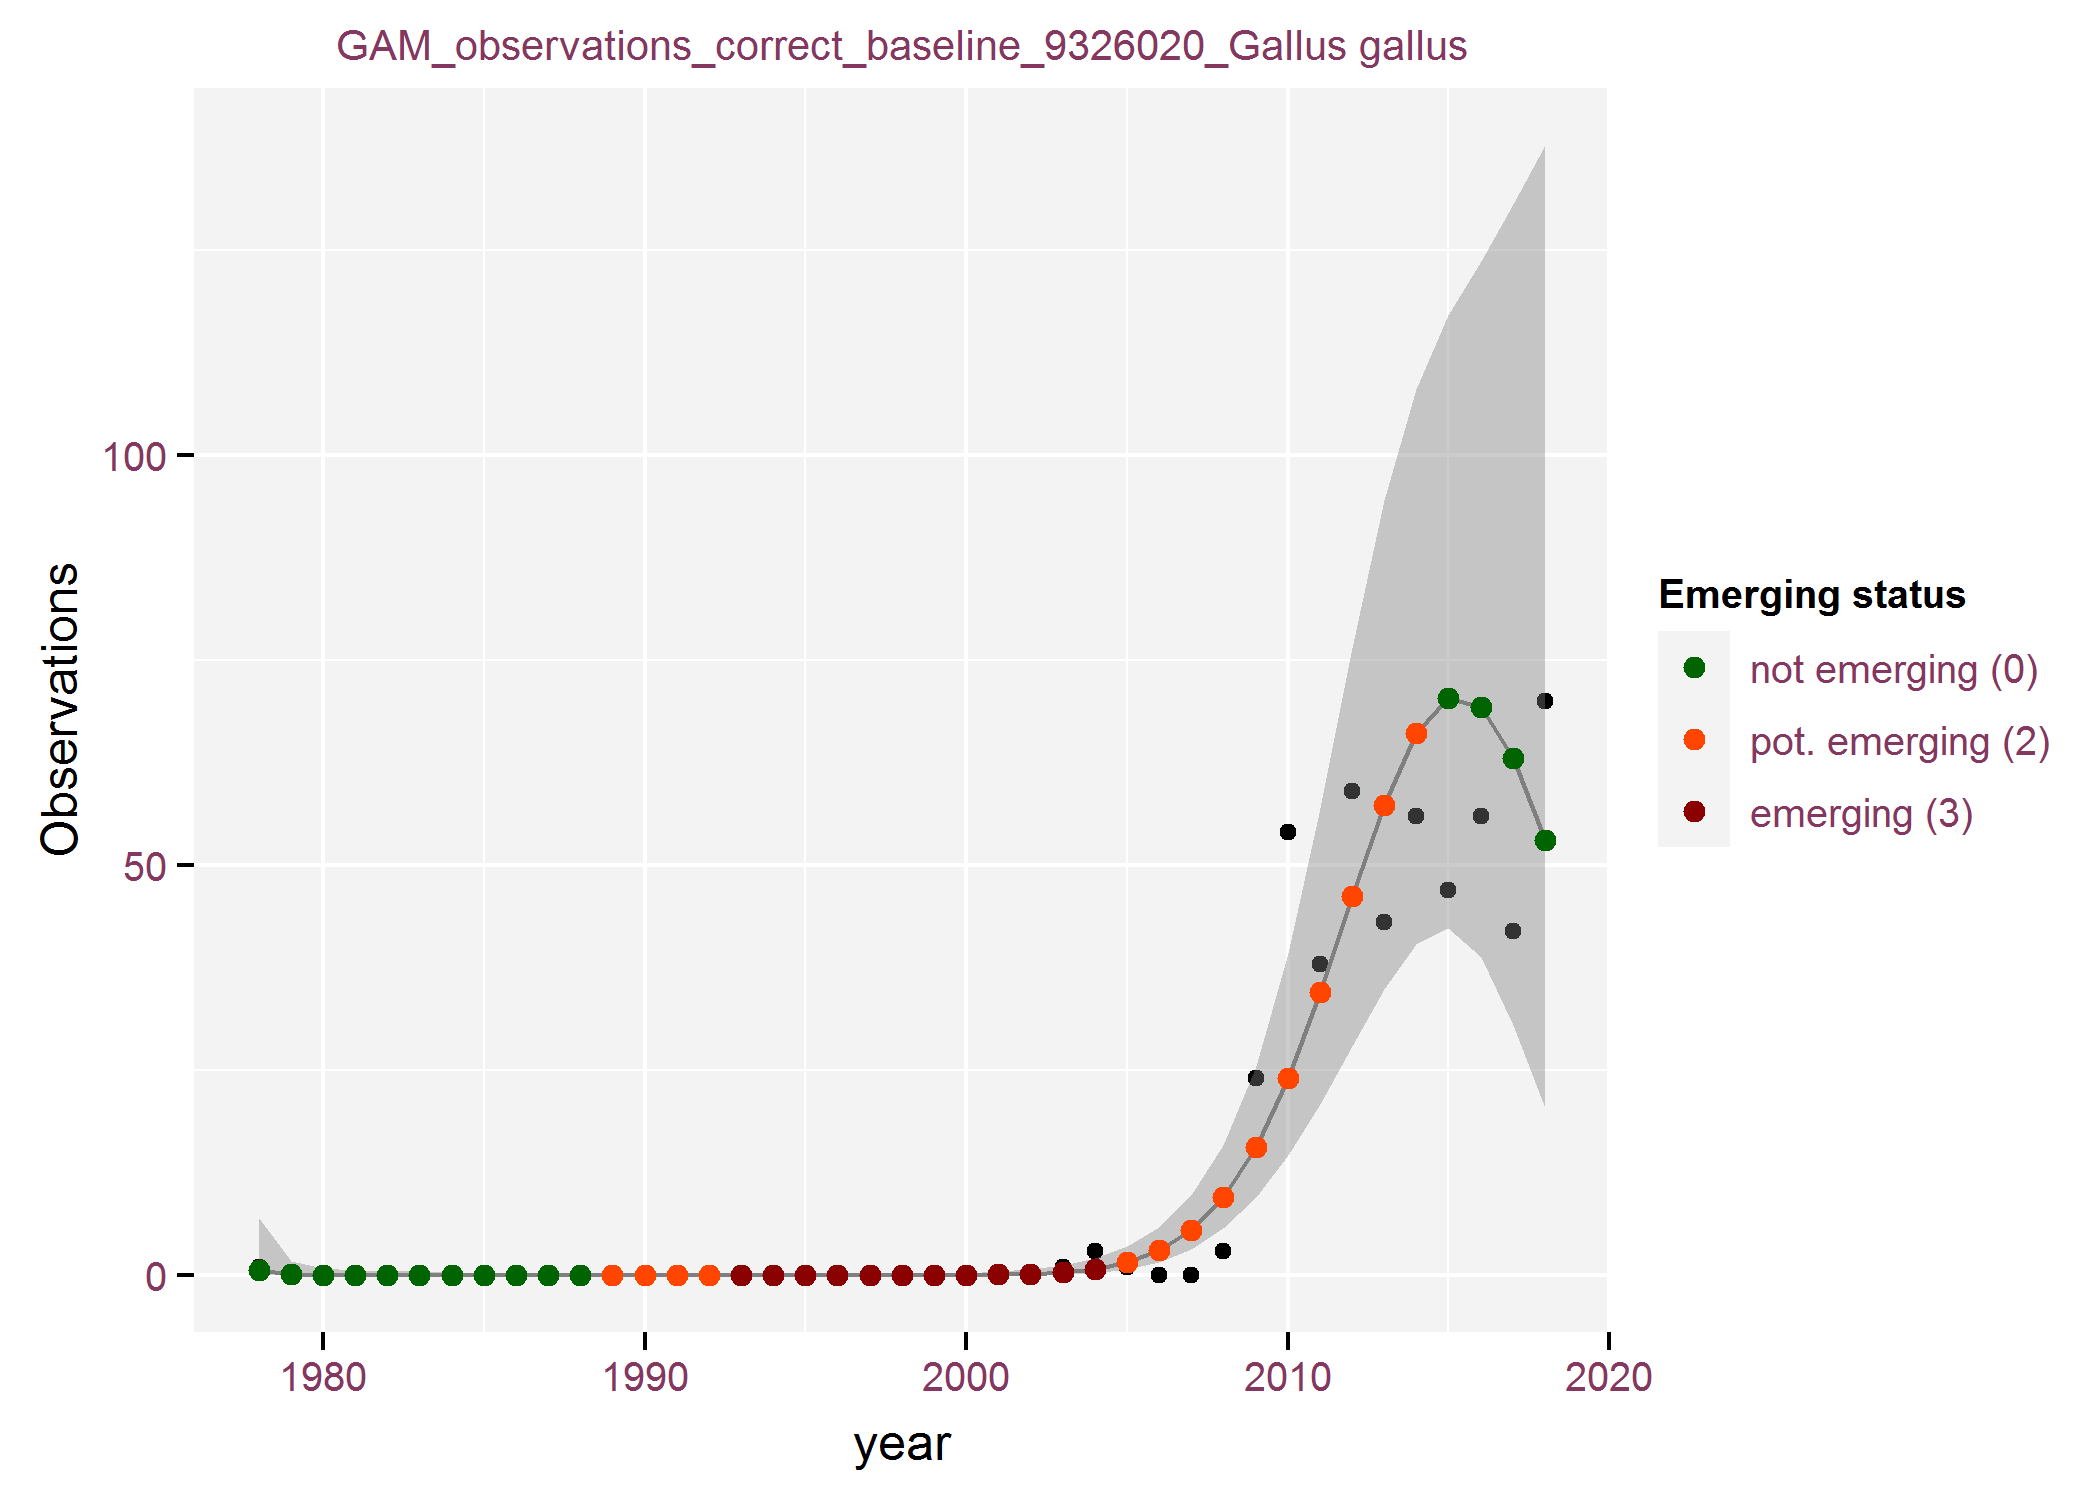 GAM_observations_correct_baseline_9326020_Gallus gallus
Observations
100
50
0
1980 1990 2000 2010 2020
year
Emerging status
not emerging (0)
pot. emerging (2)
emerging (3)